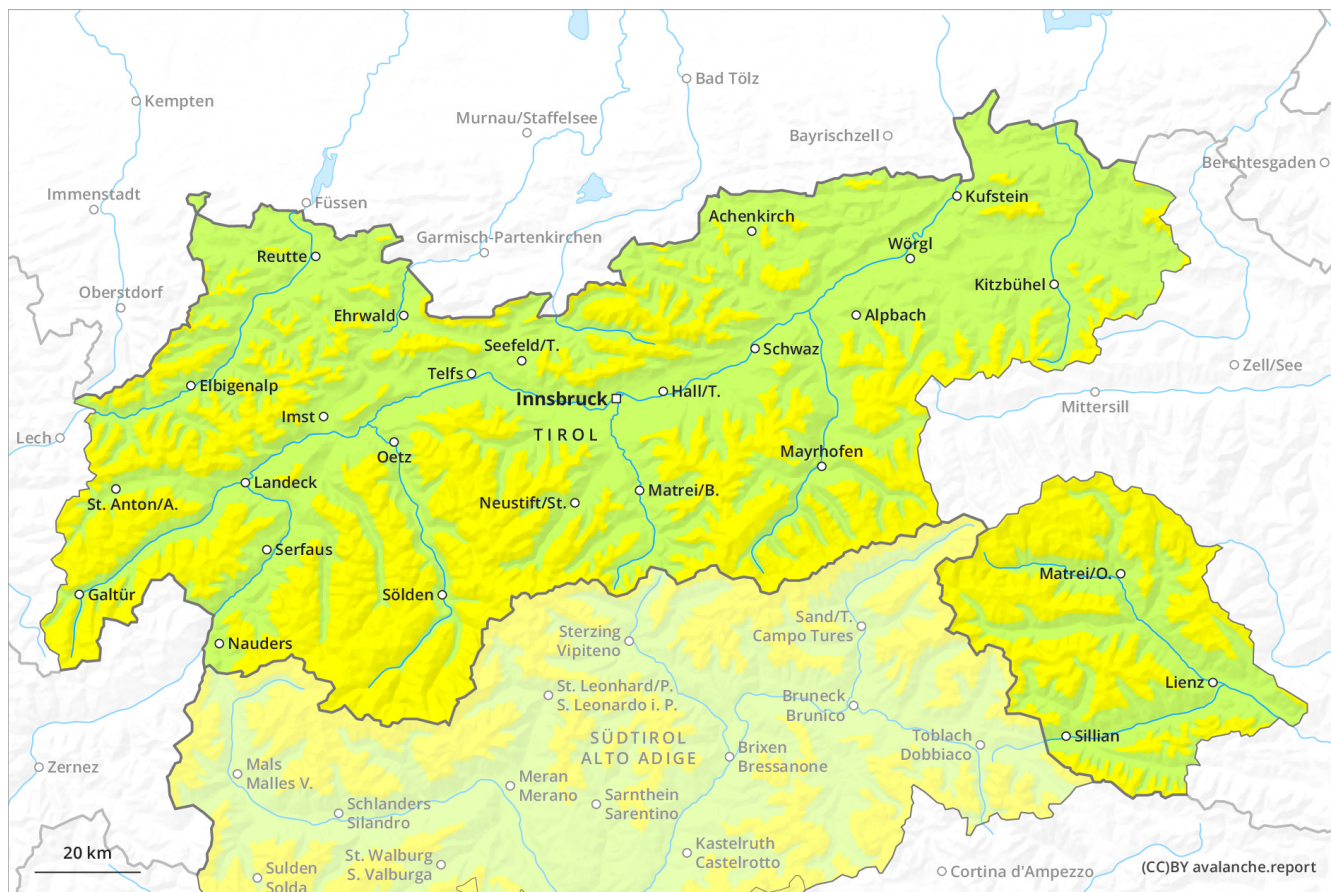 Bad Tölz
Kempten
Murnau/Staffelsee
Bayrischzell
Berchtesgaden
Immenstadt
Füssen
Kufstein
Achenkirch
Garmisch-Partenkirchen
Wörgl
Reutte
Kitzbühel
Oberstdorf
Ehrwald
Alpbach
Seefeld/T.
Schwaz
Zell/See
Telfs
Elbigenalp
Hall/T.
Innsbruck
Mittersill
Imst
TIROL
Lech
Oetz
Mayrhofen
Landeck
Matrei/B.
St. Anton/A.
Neustift/St.
Serfaus
Matrei/O.
Galtür
Sölden
Sand/T.
Campo Tures
Sterzing
Vipiteno
Nauders
Lienz
St. Leonhard/P.
S. Leonardo i. P.
Bruneck
Brunico
SÜDTIROL
ALTO ADIGE
Toblach
Dobbiaco
Sillian
Brixen
Bressanone
Zernez
Mals
Malles V.
Meran
Merano
Sarnthein
Sarentino
Schlanders
Silandro
20 km
St. Walburg
S. Valburga
Kastelruth
Castelrotto
Sulden
Solda
Cortina d'Ampezzo
(CC)BY avalanche.report